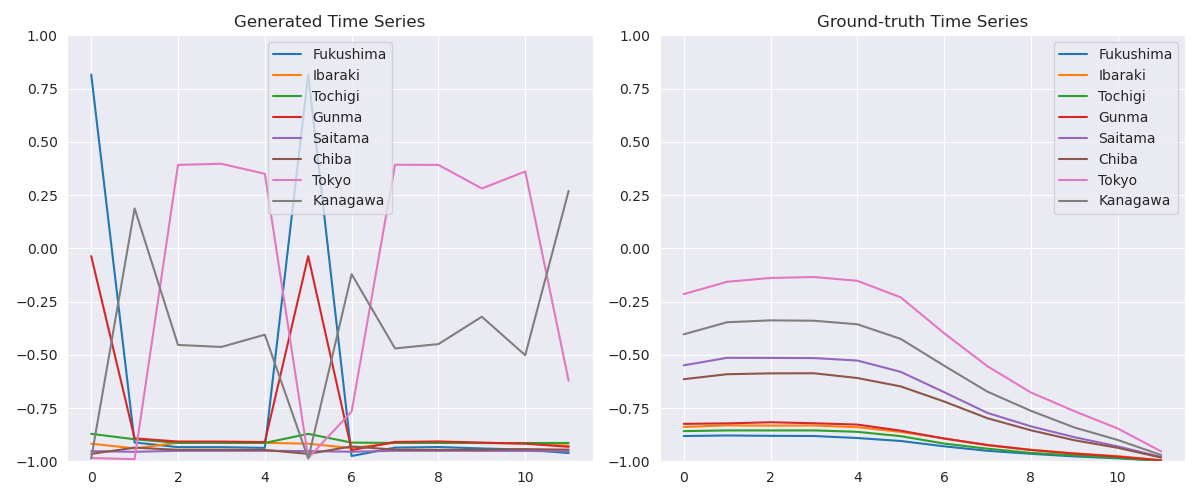 Generated Time Series
1.00
0.75
0.50
0.25
0.00
−0.25
−0.50
−0.75
−1.00
0
2
4
6
8
10
Fukushima
Ibaraki
Tochigi
Gunma
Saitama
Chiba
Tokyo
Kanagawa
Ground-truth Time Series
1.00
0.75
0.50
0.25
0.00
−0.25
−0.50
−0.75
−1.00
0
2
4
6
8
10
Fukushima
Ibaraki
Tochigi
Gunma
Saitama
Chiba
Tokyo
Kanagawa